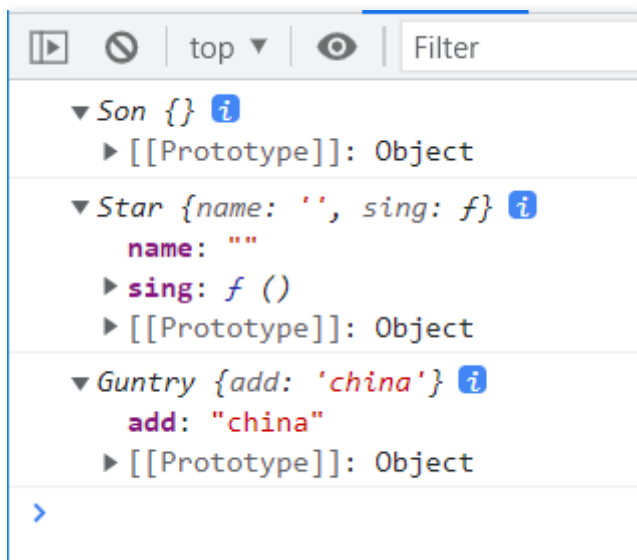 top ▼ Filter
▼ Son {} i
▶ [[Prototype]]: Object
▼ Star {name: '', sing: ƒ} i
name: ""
▶ sing: ƒ ()
▶ [[Prototype]]: Object
▼ Guntry {add: 'china'} i
add: "china"
▶ [[Prototype]]: Object
>